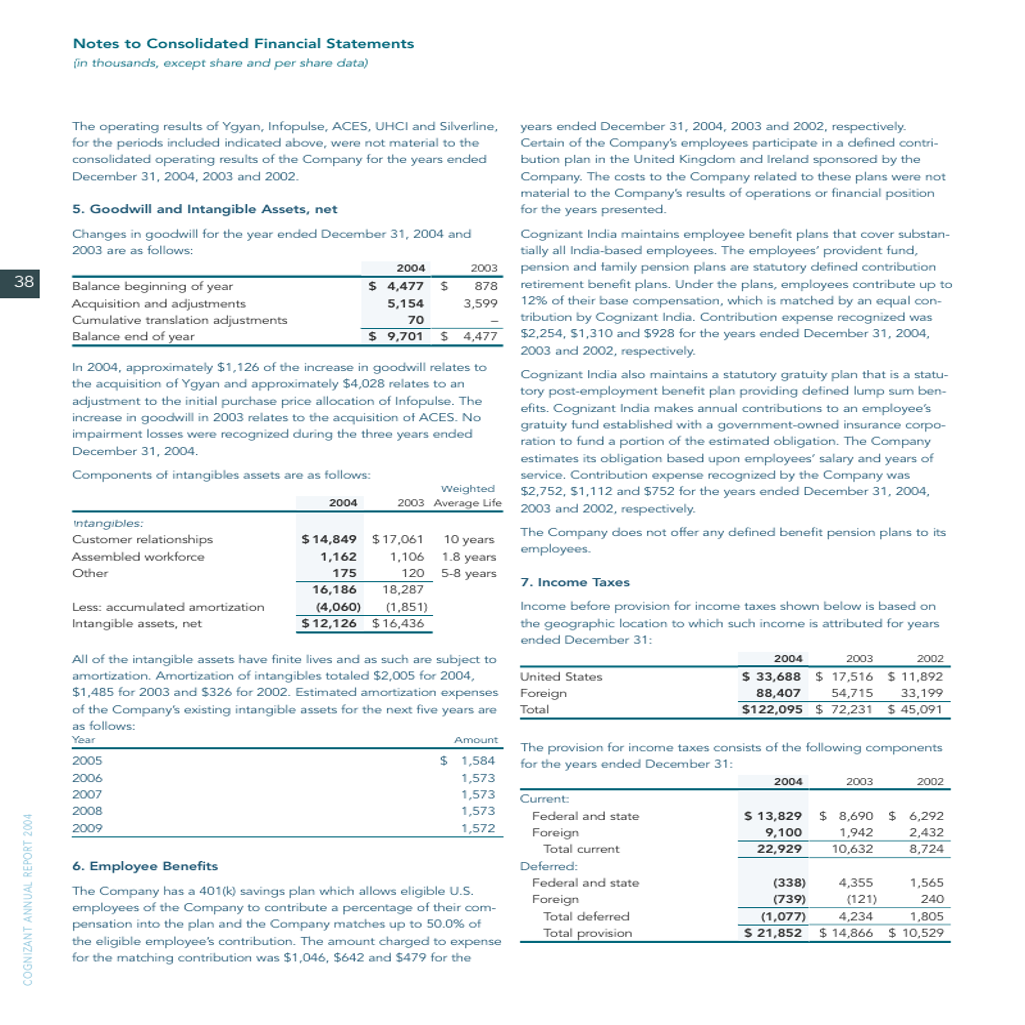 Notes to Consolidated Financial Statements
(in thousands, except share and per share data)
The operating results of Ygyan, Infopulse, ACES, UHCI and Silverline,
for the periods included indicated above, were not material to the
consolidated operating results of the Company for the years ended
December 31, 2004, 2003 and 2002.
5. Goodwill and Intangible Assets, net
Changes in goodwill for the year ended December 31, 2004 and
2003 are as follows:
2004 2003
Balance beginning of year $ 4,477 $ 878
Acquisition and adjustments 5,154 3,599
Cumulative translation adjustments 70 –
Balance end of year $ 9,701 $ 4,477
In 2004, approximately $1,126 of the increase in goodwill relates to
the acquisition of Ygyan and approximately $4,028 relates to an
adjustment to the initial purchase price allocation of Infopulse. The
increase in goodwill in 2003 relates to the acquisition of ACES. No
impairment losses were recognized during the three years ended
December 31, 2004.
Components of intangibles assets are as follows:
Weighted
2004 2003 Average Life
Intangibles:
Customer relationships $ 14,849 $ 17,061 10 years
Assembled workforce 1,162 1,106 1.8 years
Other 175 120 5-8 years
16,186 18,287
Less: accumulated amortization (4,060) (1,851)
Intangible assets, net $ 12,126 $ 16,436
All of the intangible assets have finite lives and as such are subject to
amortization. Amortization of intangibles totaled $2,005 for 2004,
$1,485 for 2003 and $326 for 2002. Estimated amortization expenses
of the Company's existing intangible assets for the next five years are
as follows:
Year Amount
2005 $ 1,584
2006 1,573
2007 1,573
2008 1,573
2009 1,572
6. Employee Benefits
The Company has a 401(k) savings plan which allows eligible U.S.
employees of the Company to contribute a percentage of their com-
pensation into the plan and the Company matches up to 50.0% of
the eligible employee's contribution. The amount charged to expense
for the matching contribution was $1,046, $642 and $479 for the
years ended December 31, 2004, 2003 and 2002, respectively.
Certain of the Company's employees participate in a defined contri-
bution plan in the United Kingdom and Ireland sponsored by the
Company. The costs to the Company related to these plans were not
material to the Company's results of operations or financial position
for the years presented.
Cognizant India maintains employee benefit plans that cover substan-
tially all India-based employees. The employees' provident fund,
pension and family pension plans are statutory defined contribution
retirement benefit plans. Under the plans, employees contribute up to
12% of their base compensation, which is matched by an equal con-
tribution by Cognizant India. Contribution expense recognized was
$2,254, $1,310 and $928 for the years ended December 31, 2004,
2003 and 2002, respectively.
Cognizant India also maintains a statutory gratuity plan that is a statu-
tory post-employment benefit plan providing defined lump sum ben-
efits. Cognizant India makes annual contributions to an employee's
gratuity fund established with a government-owned insurance corpo-
ration to fund a portion of the estimated obligation. The Company
estimates its obligation based upon employees' salary and years of
service. Contribution expense recognized by the Company was
$2,752, $1,112 and $752 for the years ended December 31, 2004,
2003 and 2002, respectively.
The Company does not offer any defined benefit pension plans to its
employees.
7. Income Taxes
Income before provision for income taxes shown below is based on
the geographic location to which such income is attributed for years
ended December 31:
2004 2003 2002
United States $ 33,688 $ 17,516 $ 11,892
Foreign 88,407 54,715 33,199
Total $122,095 $ 72,231 $ 45,091
The provision for income taxes consists of the following components
for the years ended December 31:
2004 2003 2002
Current:
Federal and state $ 13,829 $ 8,690 $ 6,292
Foreign 9,100 1,942 2,432
Total current 22,929 10,632 8,724
Deferred:
Federal and state (338) 4,355 1,565
Foreign (739) (121) 240
Total deferred (1,077) 4,234 1,805
Total provision $ 21,852 $ 14,866 $ 10,529
38
COGNIZANT ANNUAL REPORT 2004